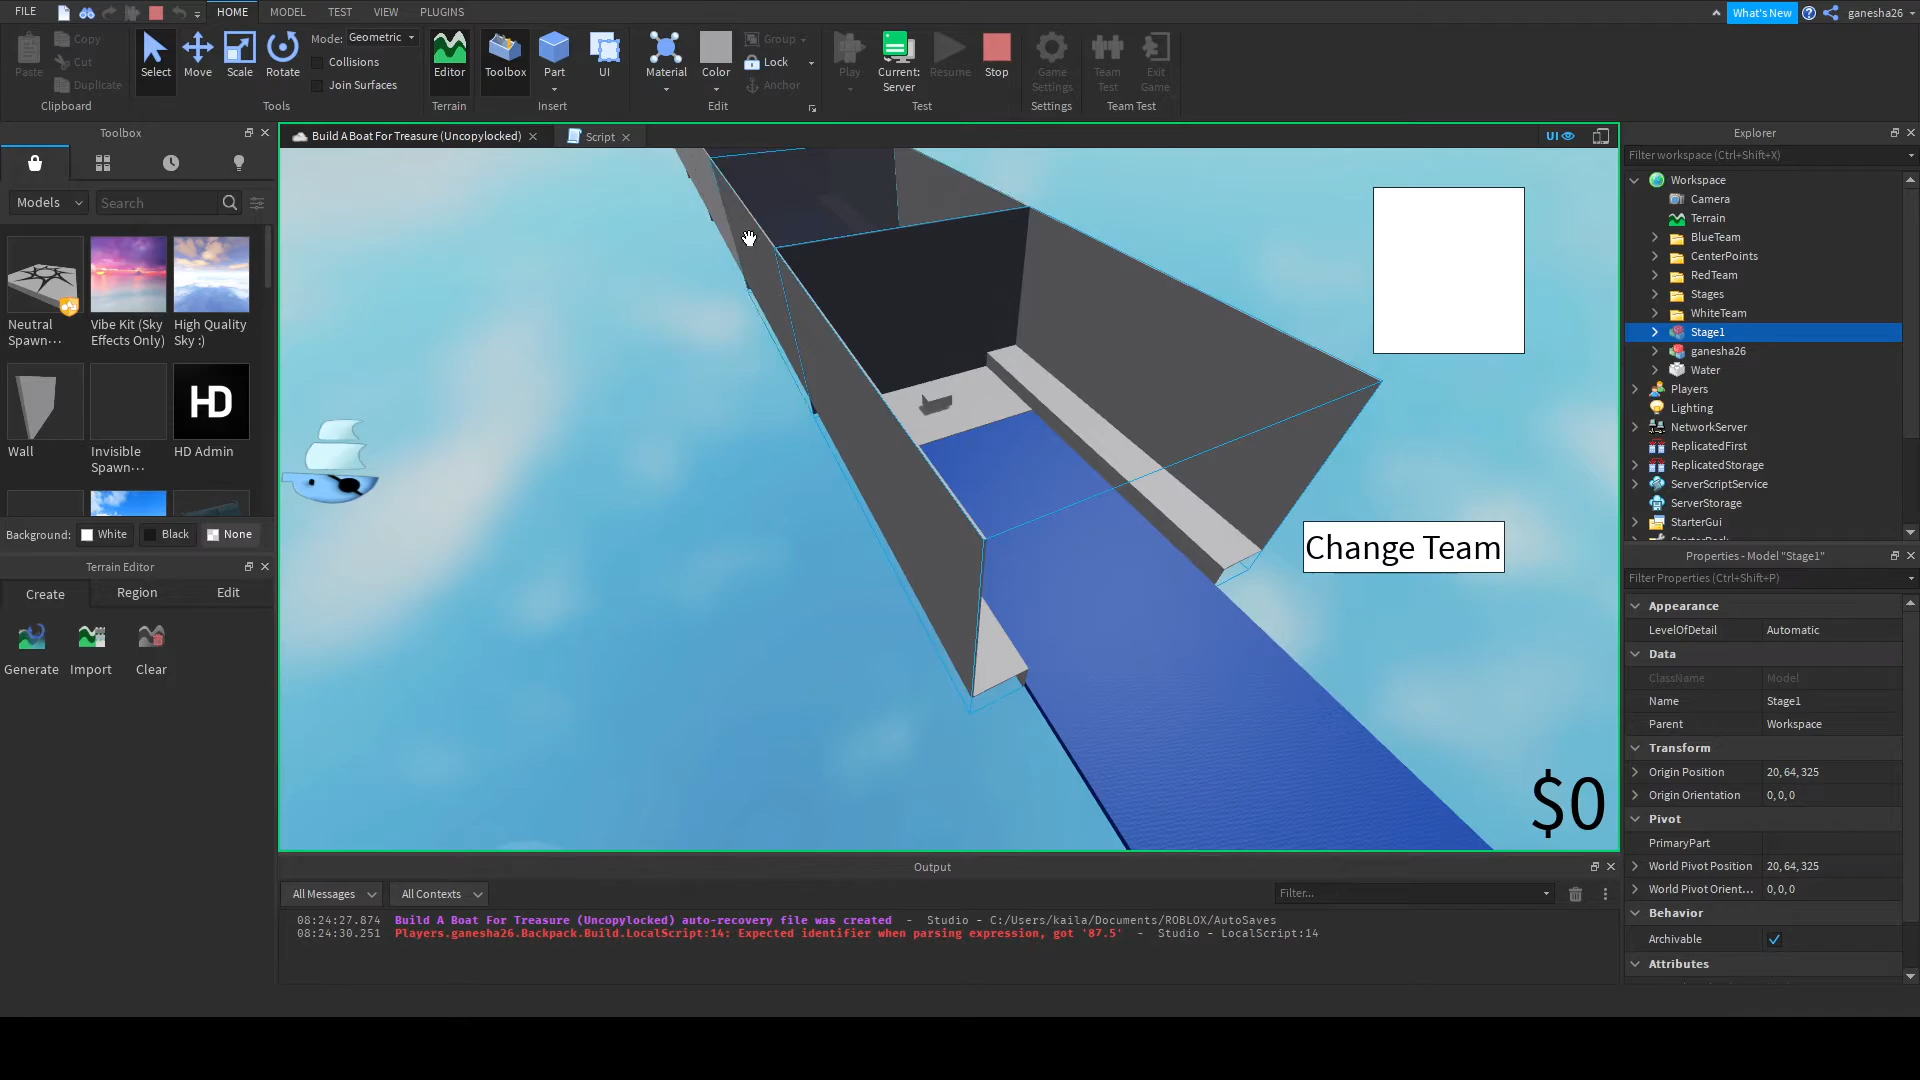 FILE
HOME
MODEL
TEST
VIEW
PLUGINS
What's New
ganesha26
Paste
Copy
Cut
Duplicate
Clipboard
Select
Move
Scale
Rotate
Mode: Geometric
Collisions
Join Surfaces
Tools
Editor
Terrain
Toolbox
Part
UI
Insert
Material
Color
Group
Lock
Anchor
Edit
Play
Current:
Server
Resume
Stop
Test
Game
Settings
Settings
Team
Test
Exit
Game
Team Test
Toolbox
Build A Boat For Treasure (Uncopylocked)
Script
UI
Explorer
Models
Search
Neutral
Spawn…
Vibe Kit (Sky
Effects Only)
High Quality
Sky :)
HD
Wall
Invisible
Spawn…
HD Admin
Background: White Black None
Terrain Editor
Create
Region
Edit
Generate
Import
Clear
Change Team
$0
Filter workspace (Ctrl+Shift+X)
Workspace
Camera
Terrain
BlueTeam
CenterPoints
RedTeam
Stages
WhiteTeam
Stage1
ganesha26
Water
Players
Lighting
NetworkServer
ReplicatedFirst
ReplicatedStorage
ServerScriptService
ServerStorage
StarterGui
Properties - Model "Stage1"
Filter Properties (Ctrl+Shift+P)
Appearance
LevelOfDetail Automatic
Data
ClassName Model
Name Stage1
Parent Workspace
Transform
Origin Position 20, 64, 325
Origin Orientation 0, 0, 0
Pivot
PrimaryPart
World Pivot Position 20, 64, 325
World Pivot Orient… 0, 0, 0
Behavior
Archivable
Attributes
Output
All Messages
All Contexts
Filter...
08:24:27.874 Build A Boat For Treasure (Uncopylocked) auto-recovery file was created - Studio - C:/Users/kaila/Documents/ROBLOX/AutoSaves
08:24:30.251 Players.ganesha26.Backpack.Build.LocalScript:14: Expected identifier when parsing expression, got '87.5' - Studio - LocalScript:14